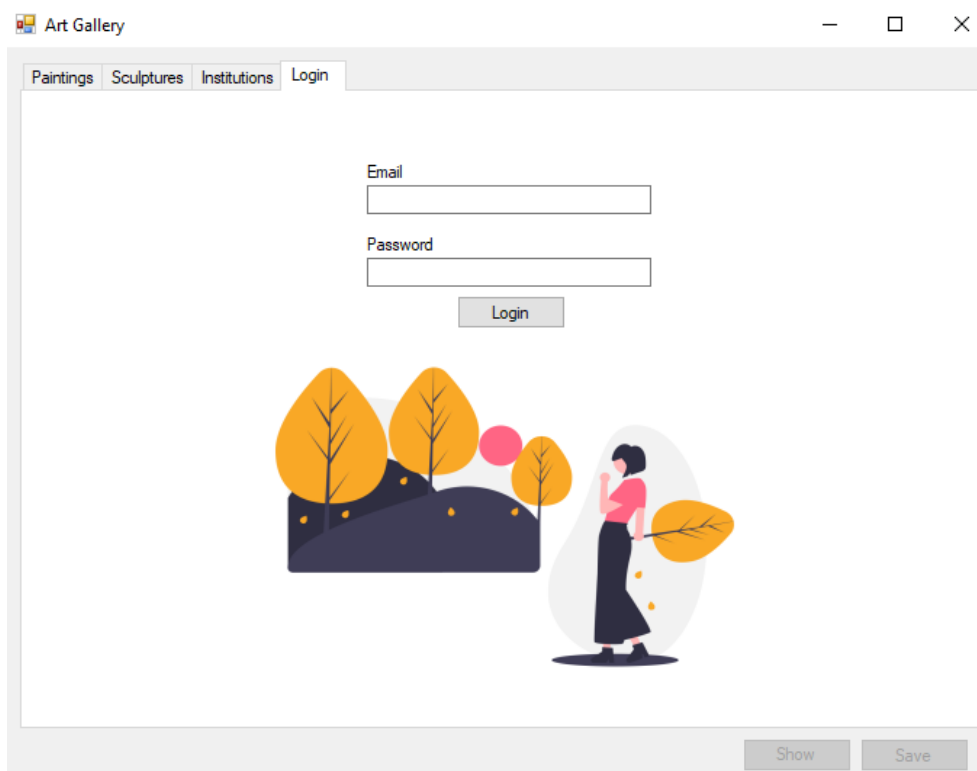 Art Gallery
Paintings Sculptures Institutions Login
Email
Password
Login
Show Save